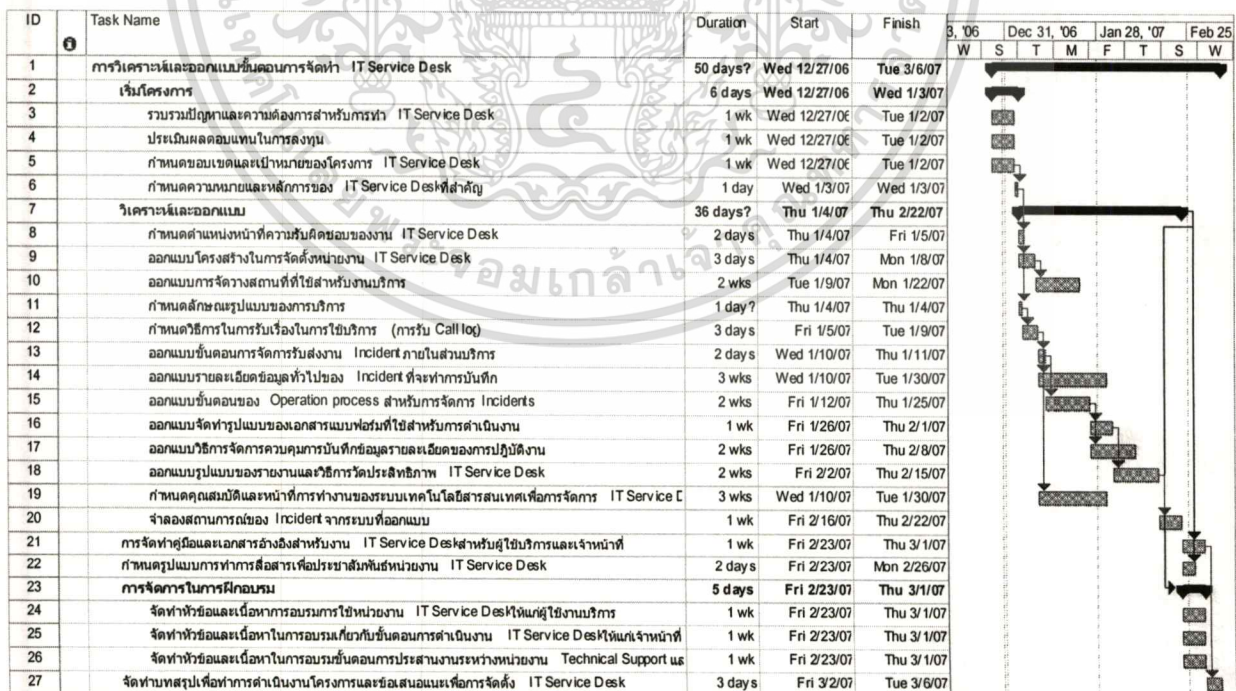 ID Task Name Duration Start Finish 3, '06 Dec 31, '06 Jan 28, '07 Feb 25
W S T M F T S W
1 การวิเคราะห์และออกแบบขั้นตอนการจัดทำ IT Service Desk 50 days? Wed 12/27/06 Tue 3/6/07
2 เริ่มโครงการ 6 days Wed 12/27/06 Wed 1/3/07
3 รวบรวมปัญหาและความต้องการสำหรับการทำ IT Service Desk 1 wk Wed 12/27/06 Tue 1/2/07
4 ประเมินผลตอบแทนในการลงทุน 1 wk Wed 12/27/06 Tue 1/2/07
5 กำหนดขอบเขตและเป้าหมายของโครงการ IT Service Desk 1 wk Wed 12/27/06 Tue 1/2/07
6 กำหนดความหมายและหลักการของ IT Service Deskที่สำคัญ 1 day Wed 1/3/07 Wed 1/3/07
7 วิเคราะห์และออกแบบ 36 days? Thu 1/4/07 Thu 2/22/07
8 กำหนดตำแหน่งหน้าที่ความรับผิดชอบของงาน IT Service Desk 2 days Thu 1/4/07 Fri 1/5/07
9 ออกแบบโครงสร้างในการจัดตั้งหน่ายงาน IT Service Desk 3 days Thu 1/4/07 Mon 1/8/07
10 ออกแบบการจัดวางสถานที่ที่ใช้สำหรับงานบริการ 2 wks Tue 1/9/07 Mon 1/22/07
11 กำหนดลักษณะรูปแบบของการบริการ 1 day? Thu 1/4/07 Thu 1/4/07
12 กำหนดวิธีการในการรับเรื่องในการใช้บริการ (การรับ Call log) 3 days Fri 1/5/07 Tue 1/9/07
13 ออกแบบขั้นตอนการจัดการรับส่งงาน Incident ภายในส่วนบริการ 2 days Wed 1/10/07 Thu 1/11/07
14 ออกแบบรายละเอียดข้อมูลทั่วไปของ Incident ที่จะทำการบันทึก 3 wks Wed 1/10/07 Tue 1/30/07
15 ออกแบบขั้นตอนของ Operation process สำหรับการจัดการ Incidents 2 wks Fri 1/12/07 Thu 1/25/07
16 ออกแบบจัดทำรูปแบบของเอกสารแบบฟอร์มที่ใช้สำหรับการดำเนินงาน 1 wk Fri 1/26/07 Thu 2/1/07
17 ออกแบบวิธีการจัดการควบคุมการบันทึกข้อมูลรายละเอียดของการปฎิบัติงาน 2 wks Fri 1/26/07 Thu 2/8/07
18 ออกแบบรูปแบบของรายงานและวิธีการวัดประสิทธิภาพ IT Service Desk 2 wks Fri 2/2/07 Thu 2/15/07
19 กำหนดคุณสมบัติและหน้าที่การทำงานของระบบเทคโนโลยีสารสนเทศเพื่อการจัดการ IT Service D 3 wks Wed 1/10/07 Tue 1/30/07
20 จำลองสถานการณ์ของ Incident จากระบบที่ออกแบบ 1 wk Fri 2/16/07 Thu 2/22/07
21 การจัดทำคู่มือและเอกสารอ้างอิงสำหรับงาน IT Service Deskสำหรับผู้ใช้บริการและเจ้าหน้าที่ 1 wk Fri 2/23/07 Thu 3/1/07
22 กำหนดรูปแบบการทำการสื่อสารเพื่อประชาสัมพันธ์หน่วยงาน IT Service Desk 2 days Fri 2/23/07 Mon 2/26/07
23 การจัดการในการฝึกอบรม 5 days Fri 2/23/07 Thu 3/1/07
24 จัดทำหัวข้อและเนื้อหาการอบรมการใช้หน่วยงาน IT Service Deskให้แก่ผู้ใช้งานบริการ 1 wk Fri 2/23/07 Thu 3/1/07
25 จัดทำหัวข้อและเนื้อหาในการอบรมเกี่ยวกับขั้นตอนการดำเนินงาน IT Service Deskให้แก่เจ้าหน้าที่ 1 wk Fri 2/23/07 Thu 3/1/07
26 จัดทำหัวข้อและเนื้อหาในการอบรมขั้นตอนการประสานงานระหว่างหน่วยงาน Technical Support และ 1 wk Fri 2/23/07 Thu 3/1/07
27 จัดทำบทสรุปเพื่อทำการดำเนินงานโครงการและข้อเสนอแนะเพื่อการจัดตั้ง IT Service Desk 3 days Fri 3/2/07 Tue 3/6/07